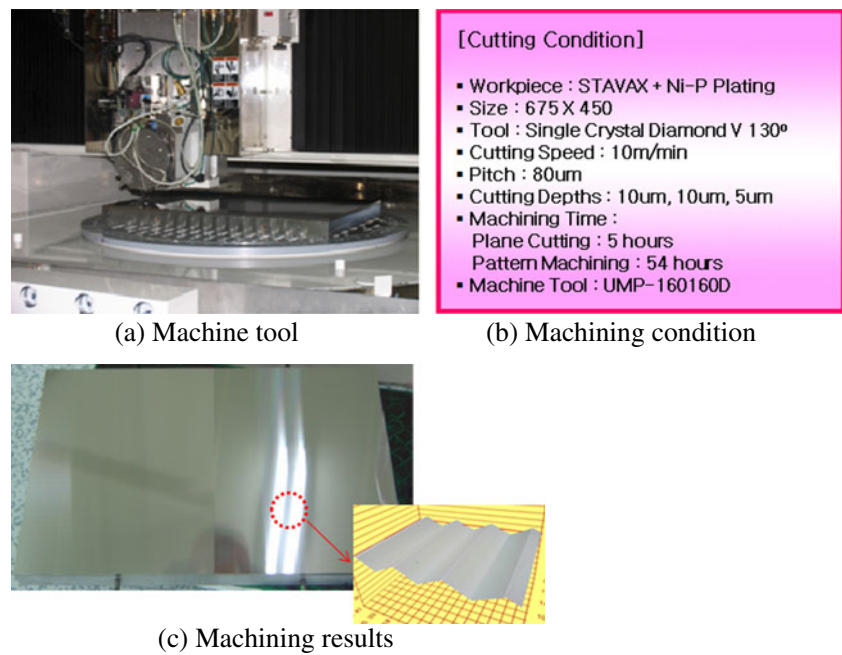 [Cutting Condition]
▪ Workpiece : STAVAX + Ni-P Plating
▪ Size : 675 X 450
▪ Tool : Single Crystal Diamond V 130º
▪ Cutting Speed : 10m/min
▪ Pitch : 80um
▪ Cutting Depths : 10um, 10um, 5um
▪ Machining Time :
Plane Cutting : 5 hours
Pattern Machining : 54 hours
▪ Machine Tool : UMP-160160D
(a) Machine tool
(b) Machining condition
(c) Machining results